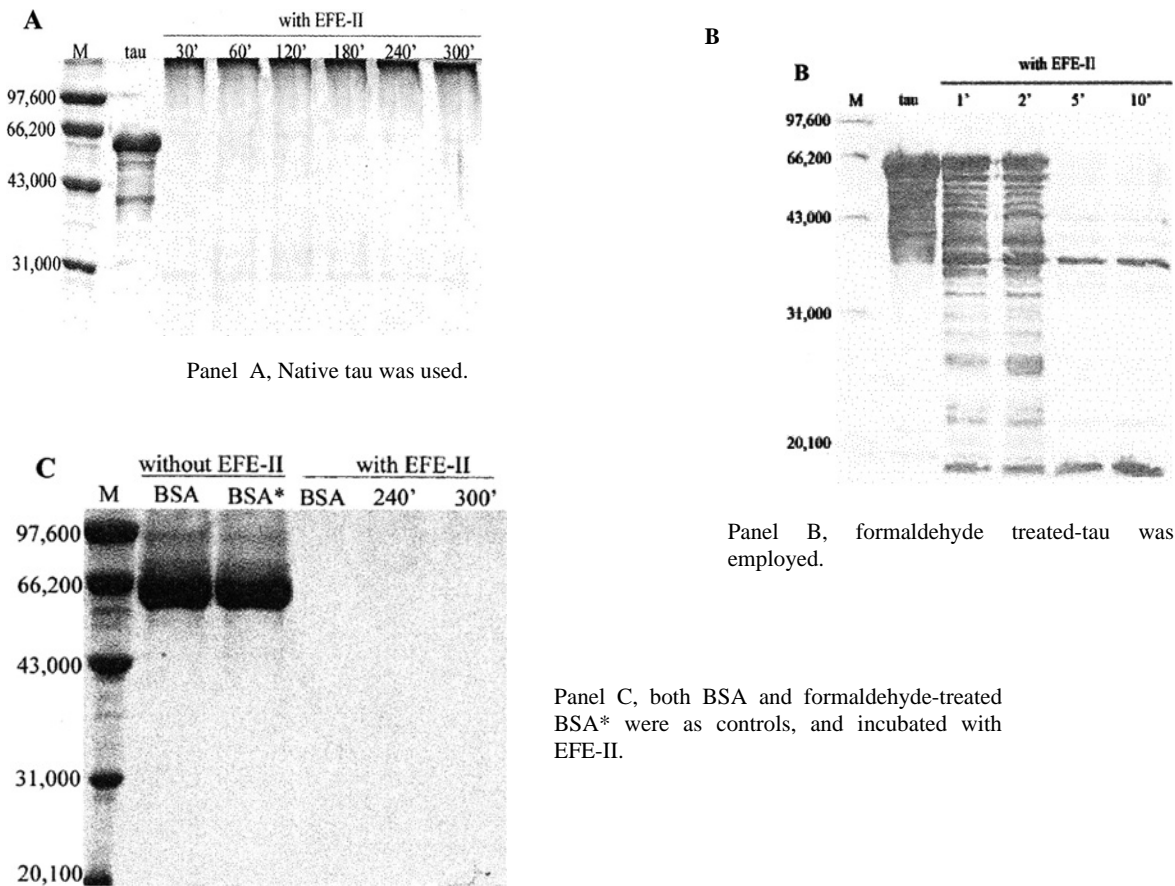 A
with EFE-II
M tau 30' 60' 120' 180' 240' 300'
97,600
66,200
43,000
31,000
Panel A, Native tau was used.
B
B
with EFE-II
M tau 1' 2' 5' 10'
97,600
66,200
43,000
31,000
20,100
Panel B, formaldehyde treated-tau was
employed.
C
without EFE-II with EFE-II
M BSA BSA* BSA 240' 300'
97,600
66,200
43,000
31,000
20,100
Panel C, both BSA and formaldehyde-treated
BSA* were as controls, and incubated with
EFE-II.